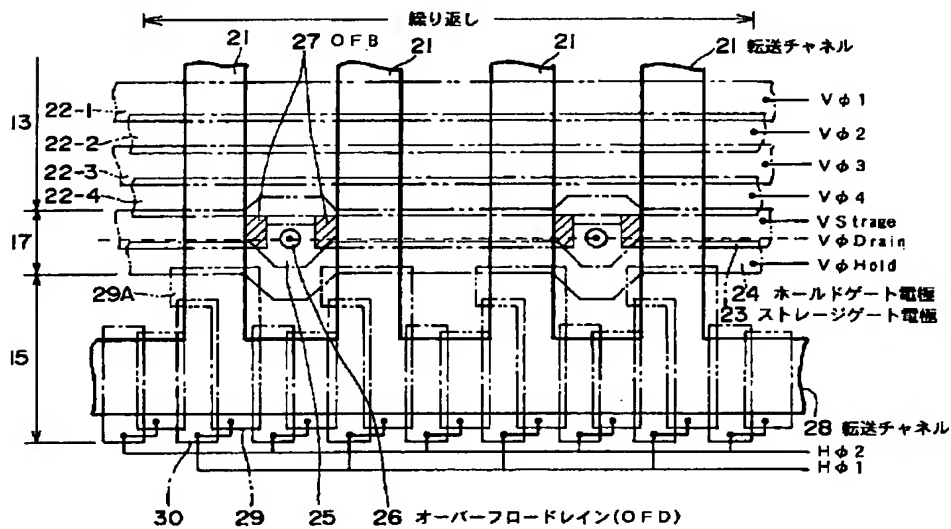 繰り返し
21 27 OFB 21 21 21 転送チャネル
13
22-1
22-2
22-3
22-4
17
29A
15
Vφ1
Vφ2
Vφ3
Vφ4
VStrage
VφDrain
VφHold
24 ホールドゲート電極
23 ストレージゲート電極
28 転送チャネル
Hφ2
Hφ1
30 29 25 26 オーバーフロードレイン(OFD)